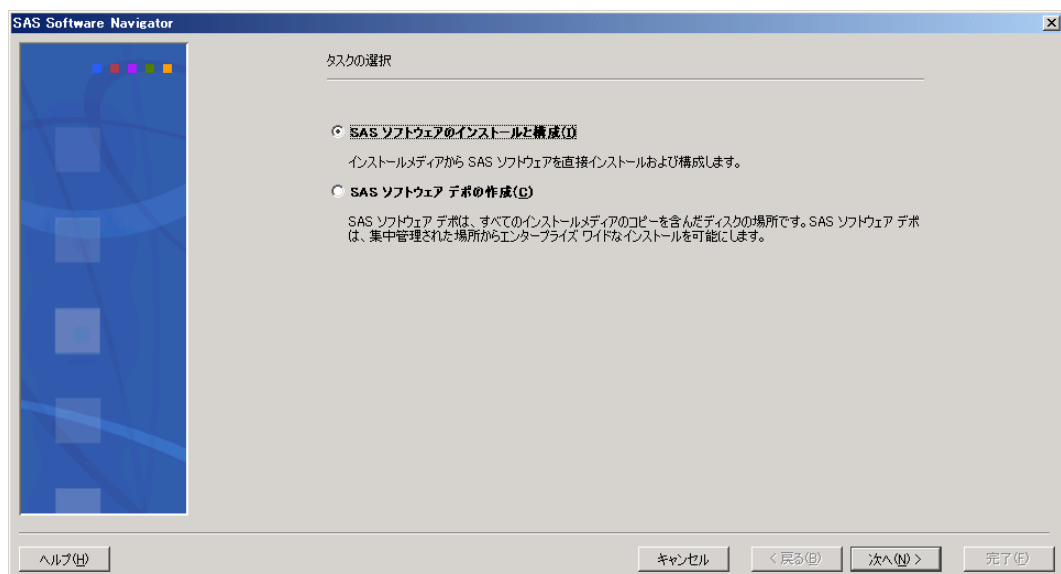 SAS Software Navigator
タスクの選択
SAS ソフトウェアのインストールと構成(I)
インストールメディアから SAS ソフトウェアを直接インストールおよび構成します。
SAS ソフトウェア デポの作成(C)
SAS ソフトウェア デポは、すべてのインストールメディアのコピーを含んだディスクの場所です。SAS ソフトウェア デポ
は、集中管理された場所からエンタープライズ ワイドなインストールを可能にします。
ヘルプ(H)
キャンセル
< 戻る(B)
次へ(N) >
完了(F)